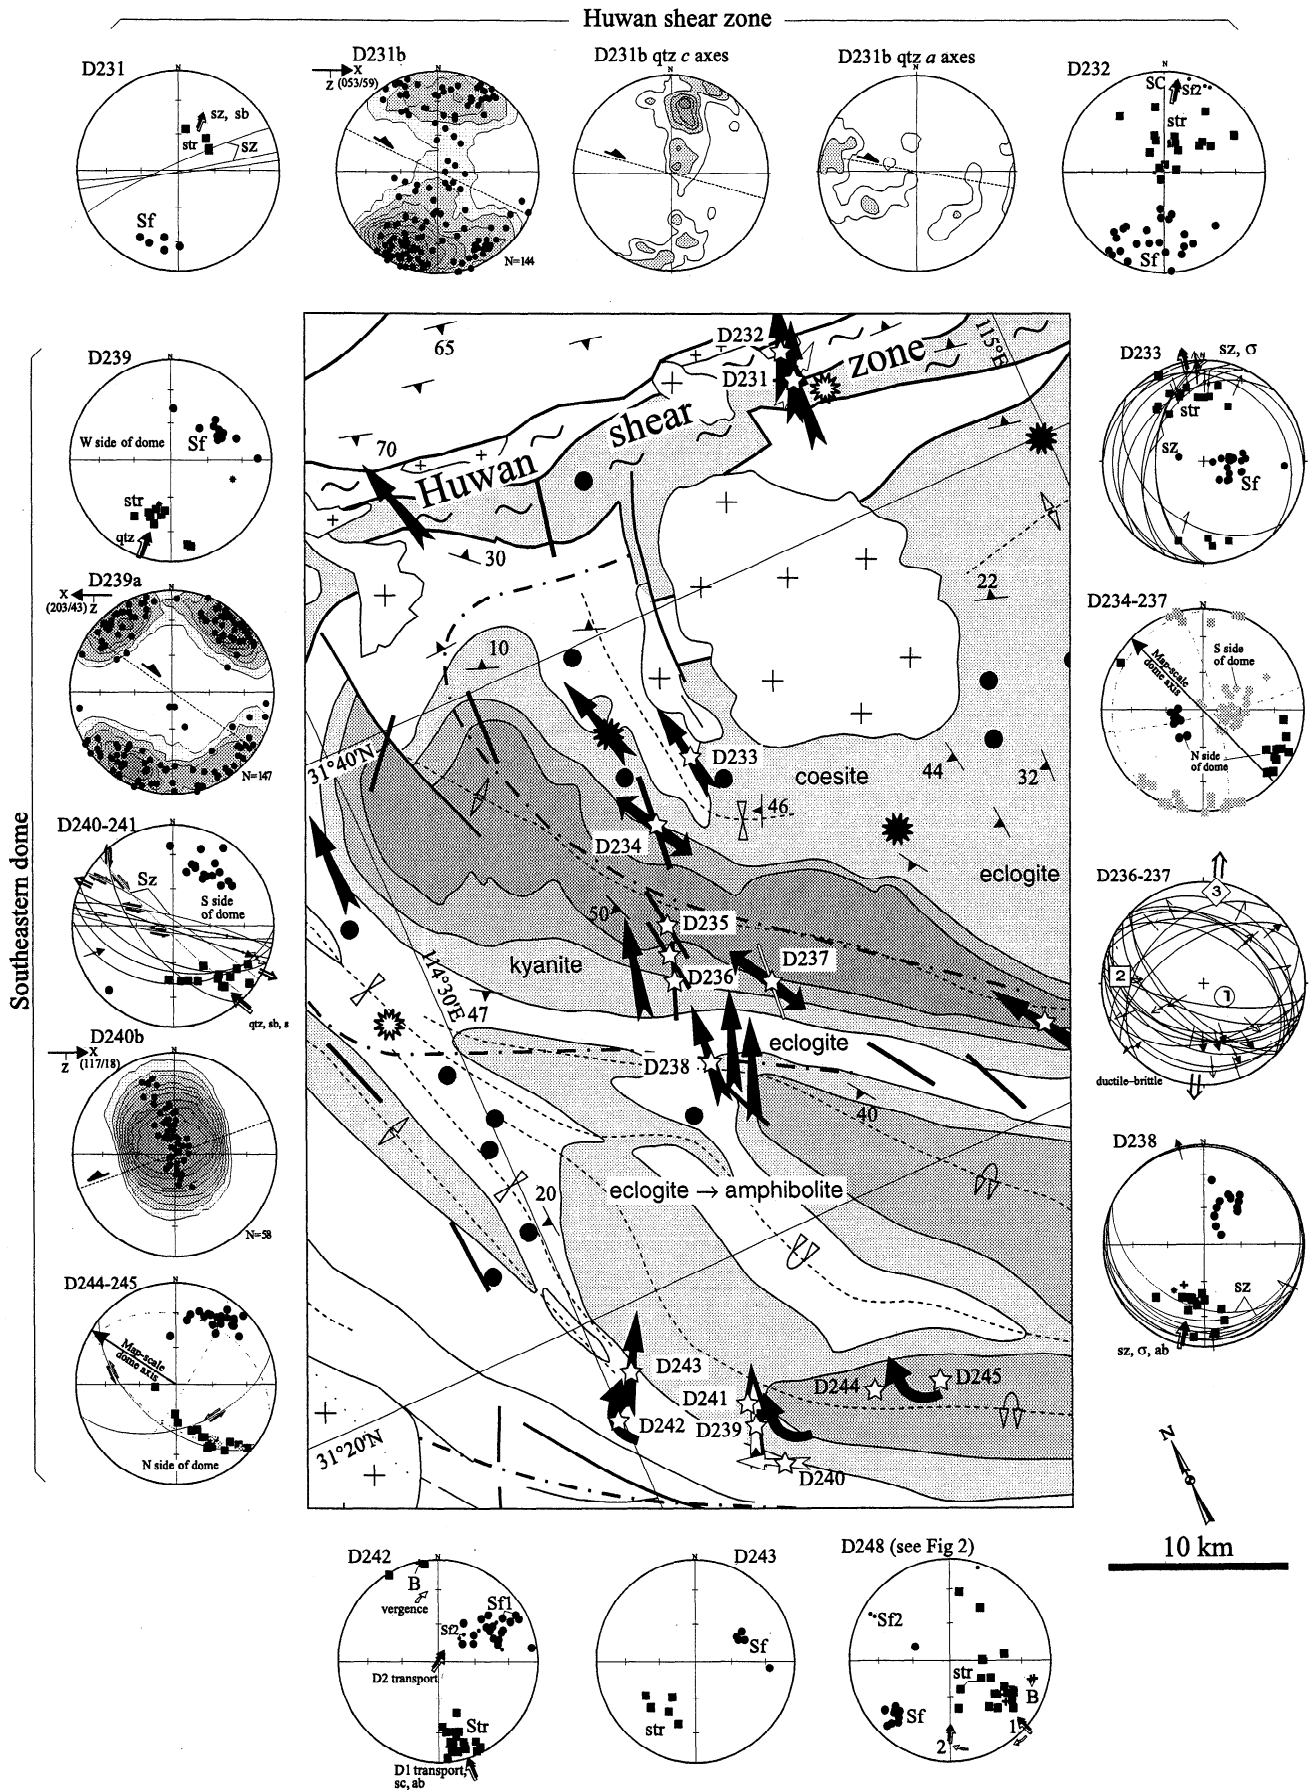 Huwan shear zone
D231
N
sz, sb
str
sz
Sf
D231b
X
Z (053/59)
N
N=144
D231b qtz c axes
N
D231b qtz a axes
N
D232
N
SC
Sf2
str
Sf
Southeastern dome
D239
N
W side of dome
Sf
str
qtz
D239a
X
(203/43) Z
N
N=147
D240-241
N
Sz
S side
of dome
qtz, sb, s
D240b
X
Z (117/18)
N
N=58
D244-245
N
Map-scale
dome axis
N side of dome
65
D232
D231
zone
115°E
shear
70
Huwan
30
22
10
31°40'N
D233
coesite
44
32
46
D234
eclogite
50
D235
kyanite
D236
D237
114°30'E
47
eclogite
D238
40
20
eclogite → amphibolite
D243
D241
D244
D245
D242
D239
31°20'N
D240
D233
N
sz, σ
str
sz
Sf
D234-237
N
S side
of dome
Map-scale
dome axis
N side of
dome
D236-237
3
2
1
ductile-brittle
D238
N
sz
sz, σ, ab
N
10 km
D242
N
B
vergence
Sf1
Sf2
D2 transport
Str
D1 transport,
sc, ab
D243
N
Sf
str
D248 (see Fig 2)
N
Sf2
str
B
Sf
1
2